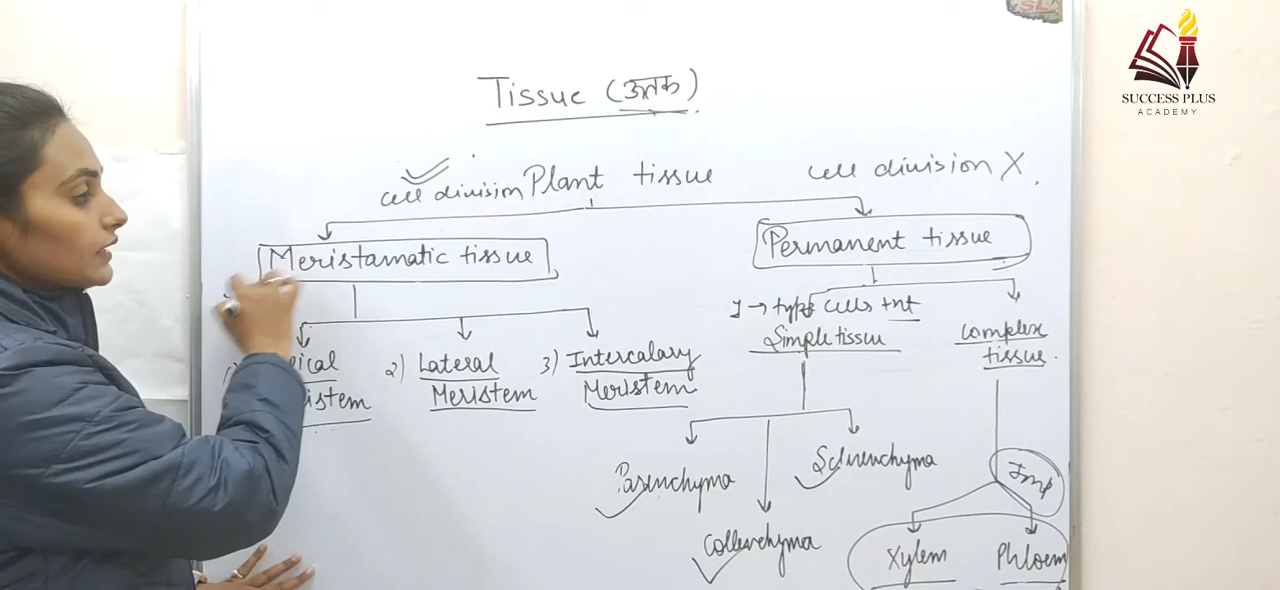 SUCCESS PLUS
ACADEMY
Tissue (ऊतक)
cell division Plant tissue
cell division X
Meristamatic tissue
Permanent tissue
1 → type cells +nt
Simple tissue
complex
tissue
2) Lateral
Meristem
3) Intercalary
Meristem
Parenchyma
Collenchyma
Sclerenchyma
Imp
Xylem
Phloem